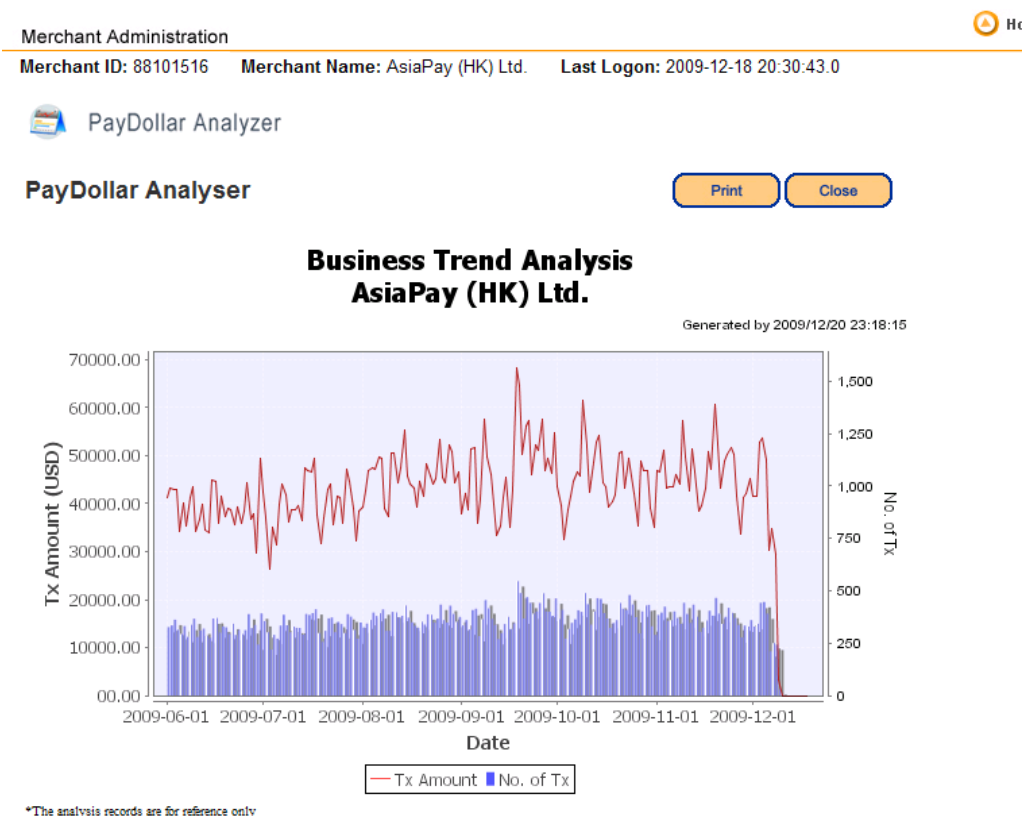 Merchant Administration
Merchant ID: 88101516 Merchant Name: AsiaPay (HK) Ltd. Last Logon: 2009-12-18 20:30:43.0
PayDollar Analyzer
PayDollar Analyser
Print Close
Business Trend Analysis
AsiaPay (HK) Ltd.
Generated by 2009/12/20 23:18:15
70000.00
60000.00
50000.00
40000.00
30000.00
20000.00
10000.00
00.00
Tx Amount (USD)
1,500
1,250
1,000
750
500
250
0
No. of Tx
2009-06-01 2009-07-01 2009-08-01 2009-09-01 2009-10-01 2009-11-01 2009-12-01
Date
Tx Amount No. of Tx
*The analysis records are for reference only